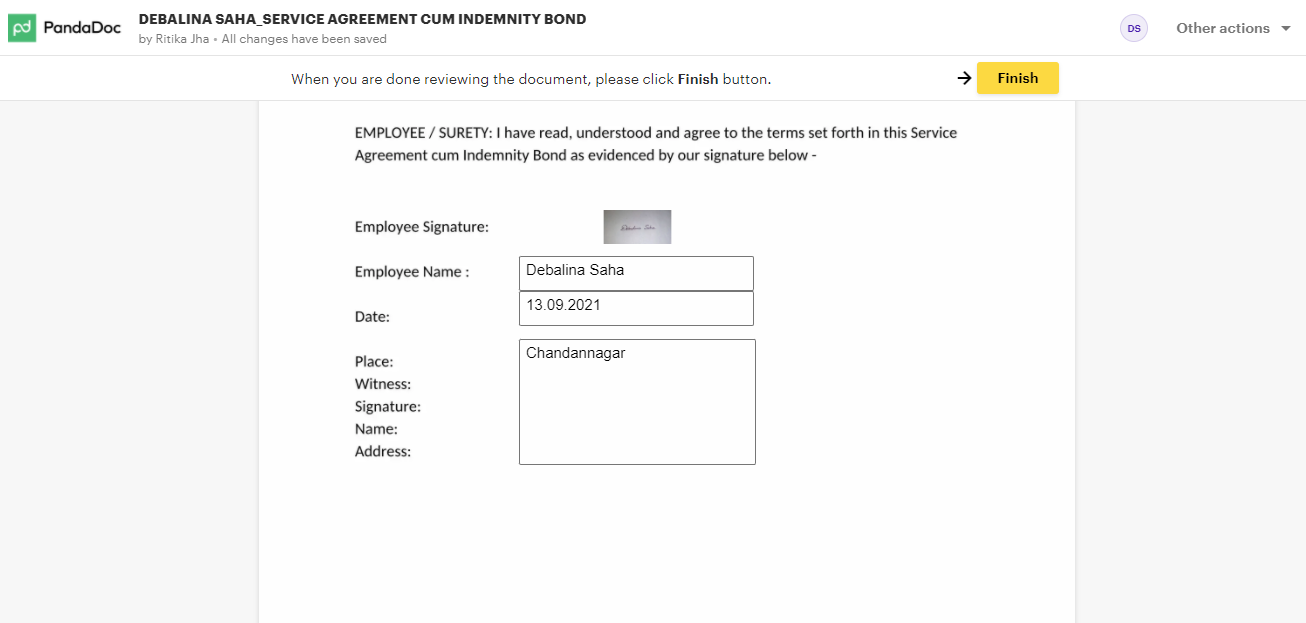 PandaDoc
DEBALINA SAHA_SERVICE AGREEMENT CUM INDEMNITY BOND
by Ritika Jha • All changes have been saved
DS
Other actions
When you are done reviewing the document, please click Finish button.
Finish
EMPLOYEE / SURETY: I have read, understood and agree to the terms set forth in this Service
Agreement cum Indemnity Bond as evidenced by our signature below -
Employee Signature:
Debalina Saha
Employee Name :
Debalina Saha
Date:
13.09.2021
Place:
Chandannagar
Witness:
Signature:
Name:
Address: